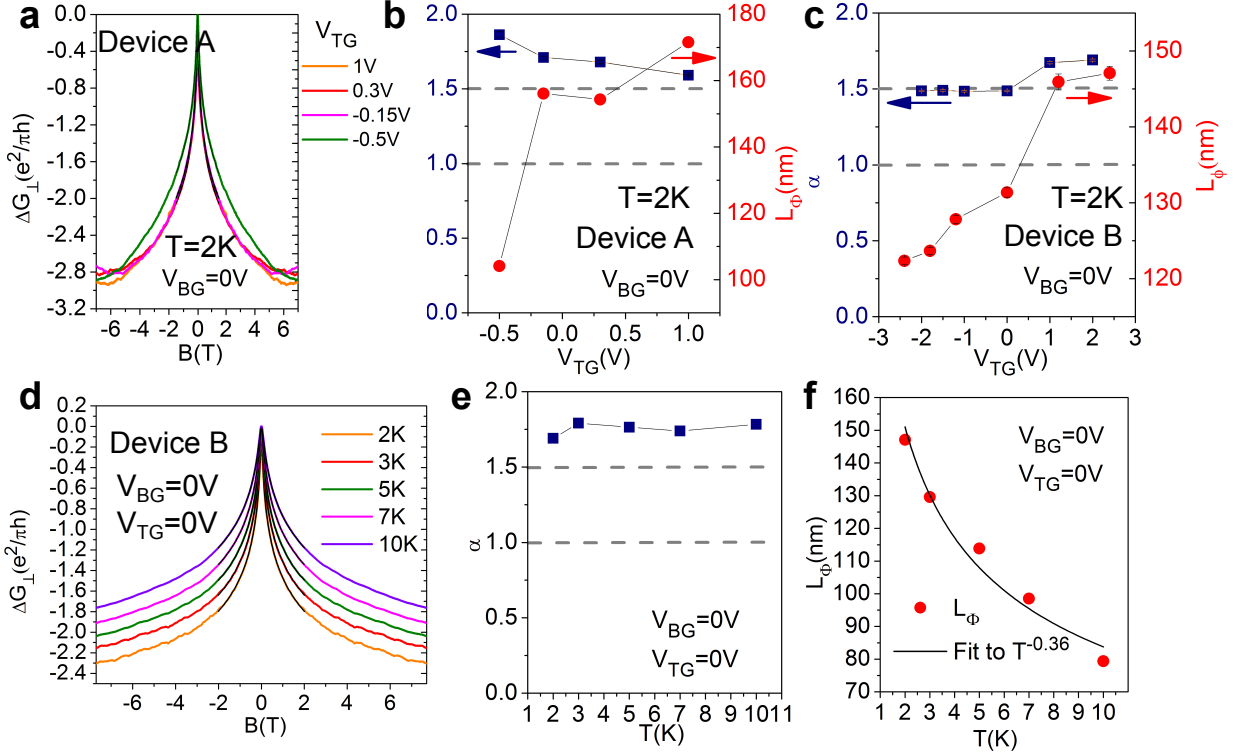 a
Device A
T=2K
V_BG=0V
V_TG
1V
0.3V
-0.15V
-0.5V
0.0
-0.4
-0.8
-1.2
-1.6
-2.0
-2.4
-2.8
-3.2
ΔG⊥(e²/πh)
-6 -4 -2 0 2 4 6
B(T)
b
2.0
1.5
1.0
0.5
0.0
T=2K
Device A
V_BG=0V
180
160
140
120
100
L_Φ(nm)
-0.5 0.0 0.5 1.0
V_TG(V)
c
2.0
1.5
1.0
0.5
0.0
α
T=2K
Device B
V_BG=0V
150
145
140
135
130
125
120
L_ϕ(nm)
-3 -2 -1 0 1 2 3
V_TG(V)
d
Device B
V_BG=0V
V_TG=0V
2K
3K
5K
7K
10K
0.2
0.0
-0.2
-0.4
-0.6
-0.8
-1.0
-1.2
-1.4
-1.6
-1.8
-2.0
-2.2
-2.4
ΔG⊥(e²/πh)
-6 -4 -2 0 2 4 6
B(T)
e
2.0
1.5
1.0
0.5
0.0
α
V_BG=0V
V_TG=0V
1 2 3 4 5 6 7 8 9 10 11
T(K)
f
160
150
140
130
120
110
100
90
80
70
L_Φ(nm)
V_BG=0V
V_TG=0V
L_Φ
Fit to T^-0.36
1 2 3 4 5 6 7 8 9 10
T(K)